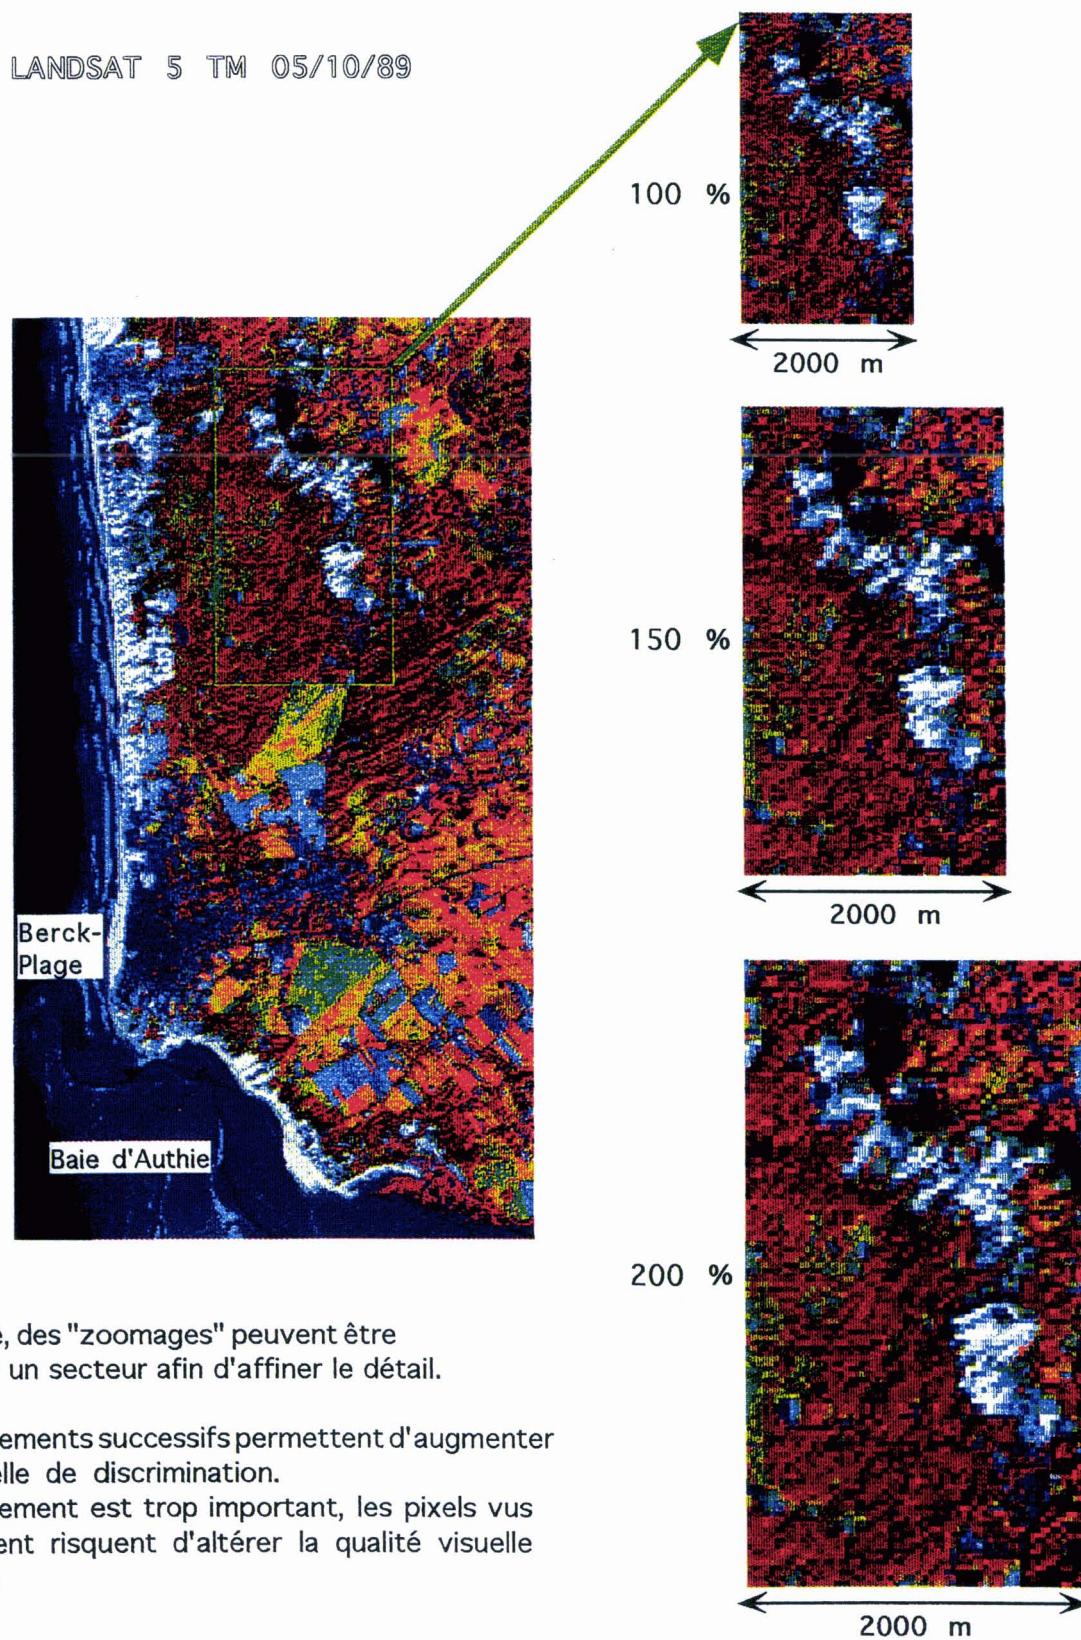 LANDSAT 5 TM 05/10/89
100 %
2000 m
150 %
2000 m
Berck-
Plage
Baie d'Authie
200 %
2000 m
, des "zoomages" peuvent être
un secteur afin d'affiner le détail.
ements successifs permettent d'augmenter
lle de discrimination.
ement est trop important, les pixels vus
ent risquent d'altérer la qualité visuelle